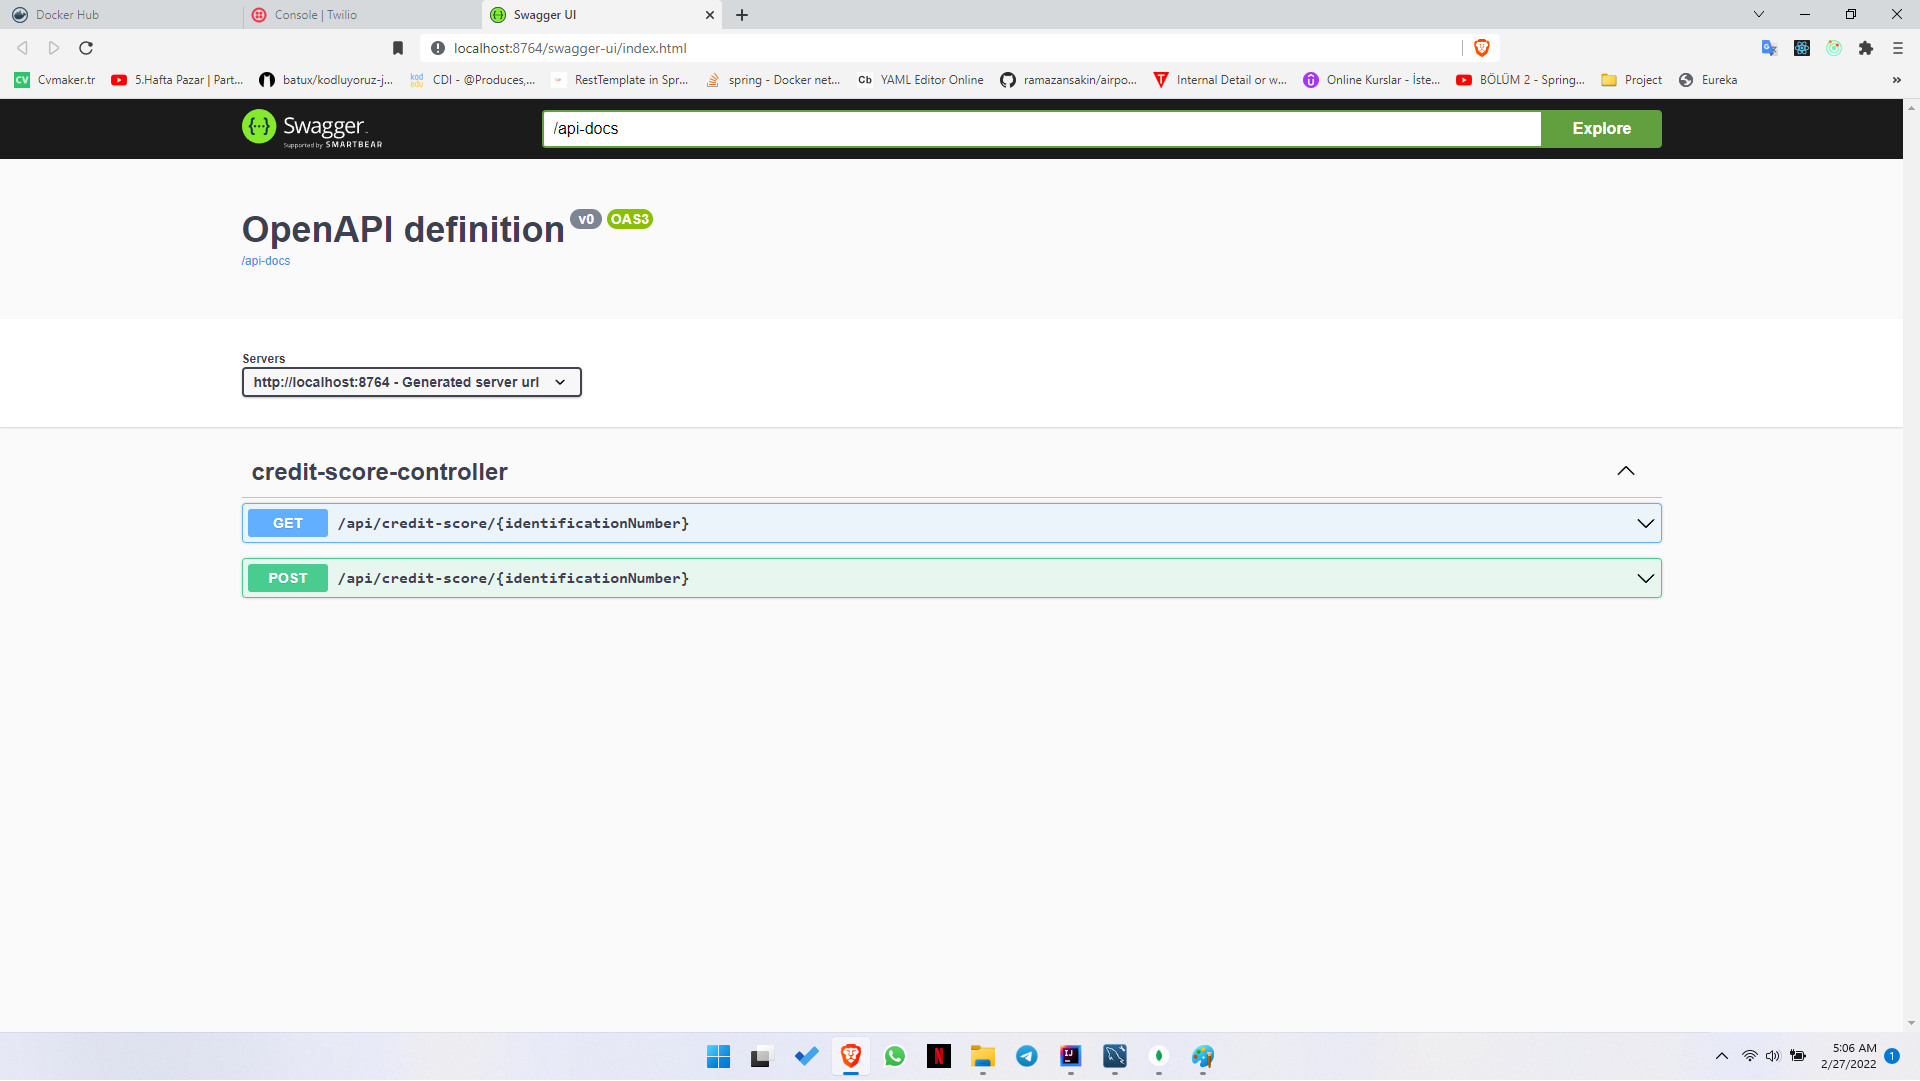 Docker Hub
Console | Twilio
Swagger UI
localhost:8764/swagger-ui/index.html
CV Cvmaker.tr
5.Hafta Pazar | Part...
batux/kodluyoruz-j...
kod edu CDI - @Produces,...
RestTemplate in Spr...
spring - Docker net...
Cb YAML Editor Online
ramazansakin/airpo...
Internal Detail or w...
Online Kurslar - İste...
BÖLÜM 2 - Spring...
Project
Eureka
»
Swagger
Supported by SMARTBEAR
/api-docs
Explore
OpenAPI definition v0 OAS3
/api-docs
Servers
http://localhost:8764 - Generated server url
credit-score-controller
GET /api/credit-score/{identificationNumber}
POST /api/credit-score/{identificationNumber}
5:06 AM
2/27/2022
1